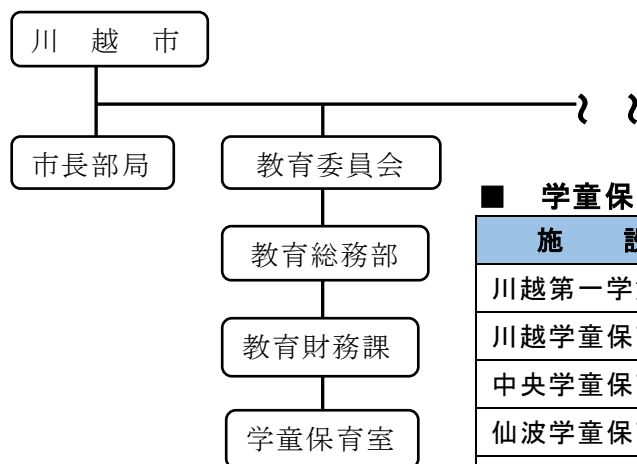 川 越 市
市長部局
教育委員会
教育総務部
教育財務課
学童保育室
■ 学童保
施
川越第一学
川越学童保
中央学童保
仙波学童保